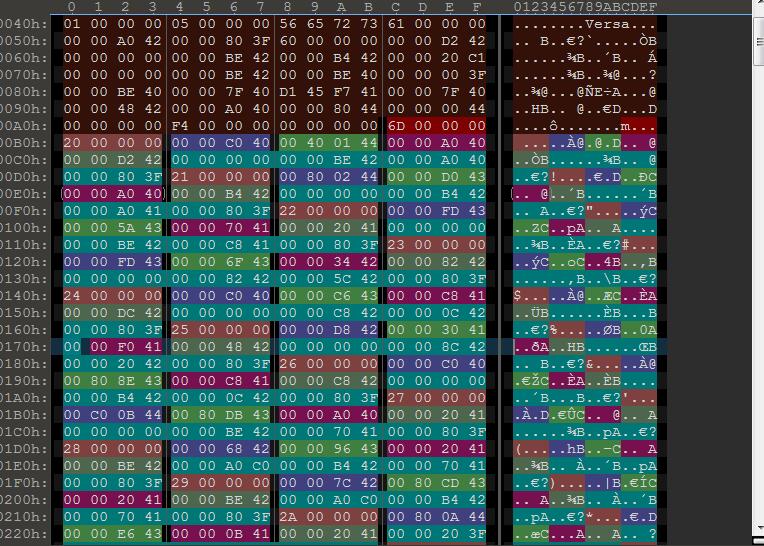 0 1 2 3 4 5 6 7 8 9 A B C D E F 0123456789ABCDEF
0040h: 01 00 00 00 05 00 00 00 56 65 72 73 61 00 00 00 ........Versa...
0050h: 00 00 A0 42 00 00 80 3F 60 00 00 00 00 00 D2 42 .. B..€?`.....ÒB
0060h: 00 00 00 00 00 00 BE 42 00 00 B4 42 00 00 20 C1 ......¾B..´B.. Á
0070h: 00 00 00 00 00 00 BE 42 00 00 BE 40 00 00 00 3F ......¾B..¾@...?
0080h: 00 00 BE 40 00 00 7F 40 D1 45 F7 41 00 00 7F 40 ..¾@...@ÑE÷A...@
0090h: 00 00 48 42 00 00 A0 40 00 00 80 44 00 00 00 44 ..HB.. @..€D...D
00A0h: 00 00 00 00 F4 00 00 00 00 00 00 00 6D 00 00 00 ....ô.......m...
00B0h: 20 00 00 00 00 00 C0 40 00 40 01 44 00 00 A0 40  .....À@.@.D.. @
00C0h: 00 00 D2 42 00 00 00 00 00 00 BE 42 00 00 A0 40 ..ÒB......¾B.. @
00D0h: 00 00 80 3F 21 00 00 00 00 80 02 44 00 00 D0 43 ..€?!....€.D..ÐC
00E0h: 00 00 A0 40 00 00 B4 42 00 00 00 00 00 00 B4 42 .. @..´B......´B
00F0h: 00 00 A0 41 00 00 80 3F 22 00 00 00 00 00 FD 43 .. A..€?".....ýC
0100h: 00 00 5A 43 00 00 70 41 00 00 20 41 00 00 00 00 ..ZC..pA.. A....
0110h: 00 00 BE 42 00 00 C8 41 00 00 80 3F 23 00 00 00 ..¾B..ÈA..€?#...
0120h: 00 00 FD 43 00 00 6F 43 00 00 34 42 00 00 82 42 ..ýC..oC..4B..‚B
0130h: 00 00 00 00 00 00 82 42 00 00 5C 42 00 00 80 3F ......‚B..\B..€?
0140h: 24 00 00 00 00 00 C0 40 00 00 C6 43 00 00 C8 41 $.....À@..ÆC..ÈA
0150h: 00 00 DC 42 00 00 00 00 00 00 C8 42 00 00 0C 42 ..ÜB......ÈB...B
0160h: 00 00 80 3F 25 00 00 00 00 00 D8 42 00 00 30 41 ..€?%.....ØB..0A
0170h: 00 00 F0 41 00 00 48 42 00 00 00 00 00 00 8C 42 ..ðA..HB......ŒB
0180h: 00 00 20 42 00 00 80 3F 26 00 00 00 00 00 C0 40 .. B..€?&.....À@
0190h: 00 80 8E 43 00 00 C8 41 00 00 C8 42 00 00 00 00 .€ŽC..ÈA..ÈB....
01A0h: 00 00 B4 42 00 00 0C 42 00 00 80 3F 27 00 00 00 ..´B...B..€?'...
01B0h: 00 C0 0B 44 00 80 DB 43 00 00 A0 40 00 00 20 41 .À.D.€ÛC.. @.. A
01C0h: 00 00 00 00 00 00 BE 42 00 00 70 41 00 00 80 3F ......¾B..pA..€?
01D0h: 28 00 00 00 00 00 68 42 00 00 96 43 00 00 20 41 (.....hB..–C.. A
01E0h: 00 00 BE 42 00 00 A0 C0 00 00 B4 42 00 00 70 41 ..¾B.. À..´B..pA
01F0h: 00 00 80 3F 29 00 00 00 00 00 7C 42 00 80 CD 43 ..€?).....|B.€ÍC
0200h: 00 00 20 41 00 00 BE 42 00 00 A0 C0 00 00 B4 42 .. A..¾B.. À..´B
0210h: 00 00 70 41 00 00 80 3F 2A 00 00 00 00 80 0A 44 ..pA..€?*....€.D
0220h: 00 00 E6 43 00 00 0B 41 00 00 20 41 00 00 20 3F ..æC...A.. A.. ?